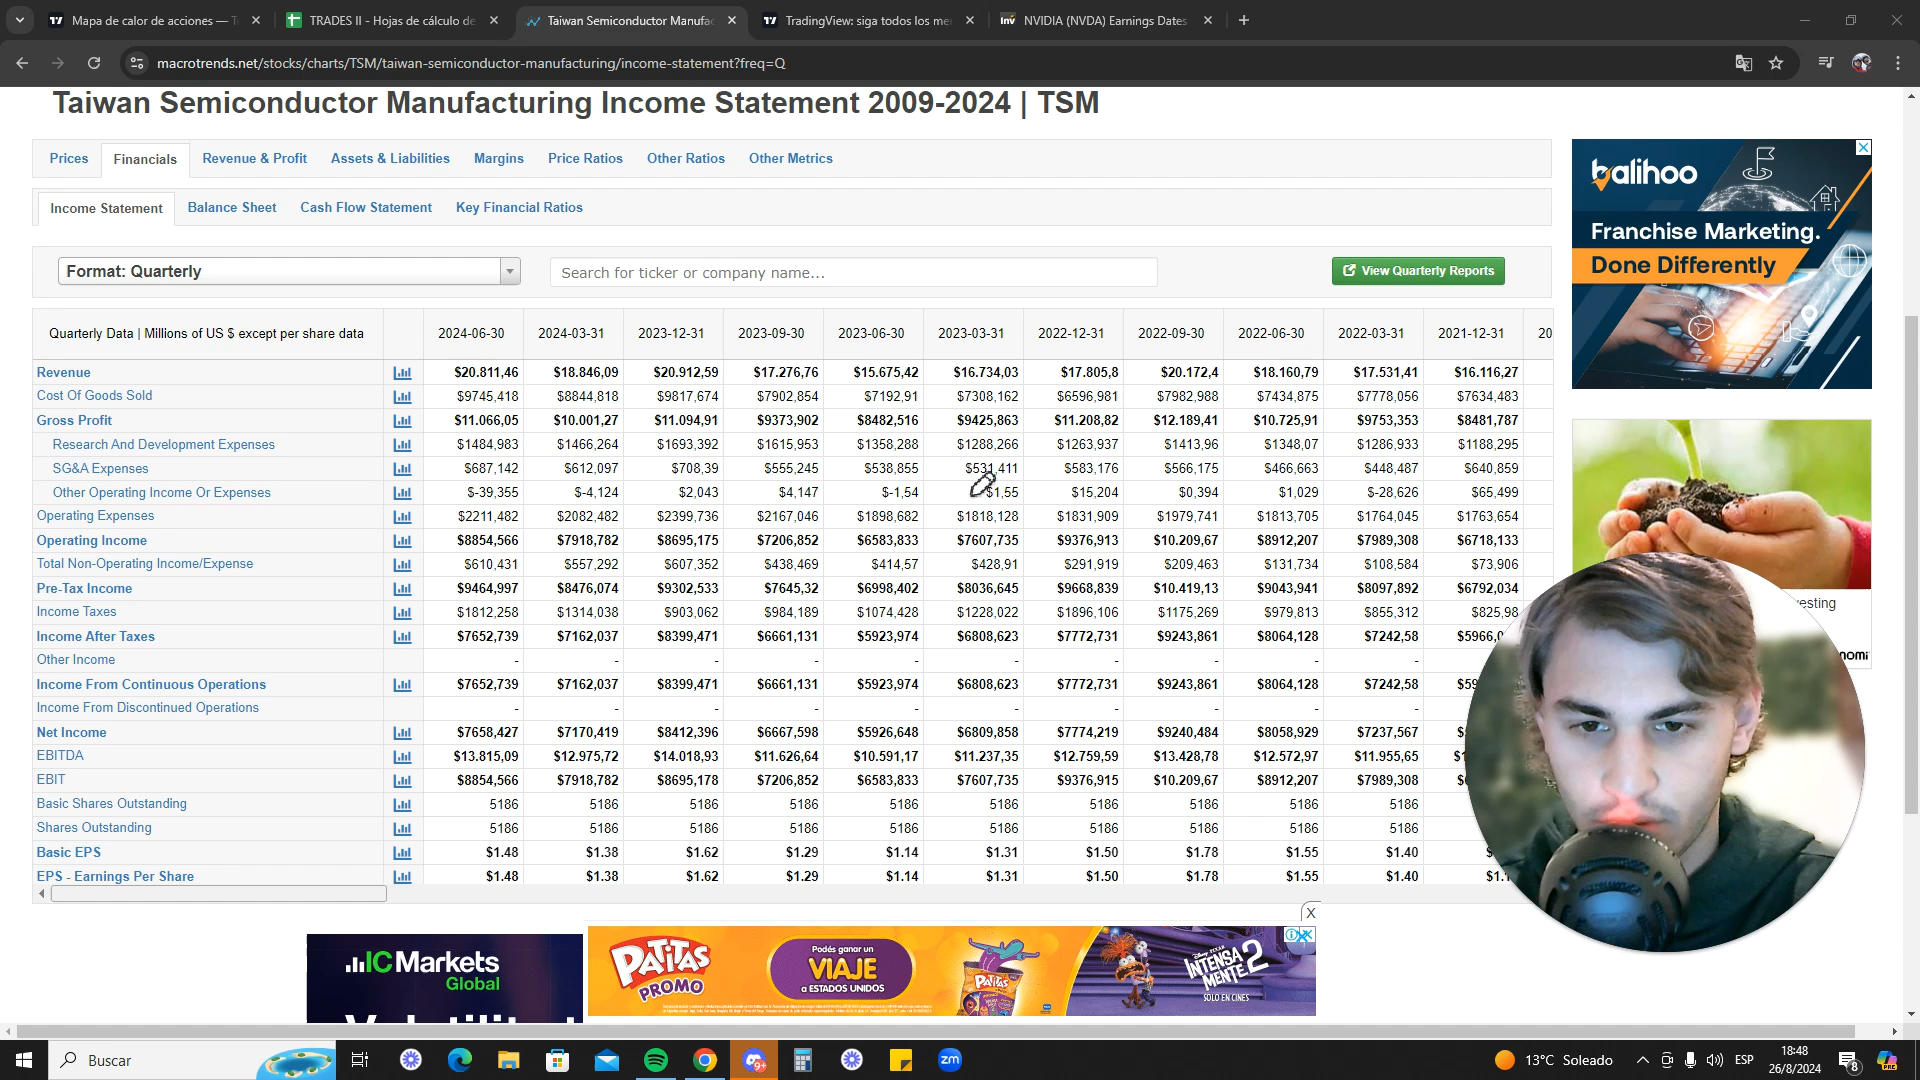 Mapa de calor de acciones — T
TRADES II - Hojas de cálculo de
Taiwan Semiconductor Manufac
TradingView: siga todos los me
NVIDIA (NVDA) Earnings Dates
macrotrends.net/stocks/charts/TSM/taiwan-semiconductor-manufacturing/income-statement?freq=Q
Taiwan Semiconductor Manufacturing Income Statement 2009-2024 | TSM
Prices Financials Revenue & Profit Assets & Liabilities Margins Price Ratios Other Ratios Other Metrics
Income Statement Balance Sheet Cash Flow Statement Key Financial Ratios
Format: Quarterly Search for ticker or company name... View Quarterly Reports
Quarterly Data | Millions of US $ except per share data 2024-06-30 2024-03-31 2023-12-31 2023-09-30 2023-06-30 2023-03-31 2022-12-31 2022-09-30 2022-06-30 2022-03-31 2021-12-31 20
Revenue $20.811,46 $18.846,09 $20.912,59 $17.276,76 $15.675,42 $16.734,03 $17.805,8 $20.172,4 $18.160,79 $17.531,41 $16.116,27
Cost Of Goods Sold $9745,418 $8844,818 $9817,674 $7902,854 $7192,91 $7308,162 $6596,981 $7982,988 $7434,875 $7778,056 $7634,483
Gross Profit $11.066,05 $10.001,27 $11.094,91 $9373,902 $8482,516 $9425,863 $11.208,82 $12.189,41 $10.725,91 $9753,353 $8481,787
Research And Development Expenses $1484,983 $1466,264 $1693,392 $1615,953 $1358,288 $1288,266 $1263,937 $1413,96 $1348,07 $1286,933 $1188,295
SG&A Expenses $687,142 $612,097 $708,39 $555,245 $538,855 $531,411 $583,176 $566,175 $466,663 $448,487 $640,859
Other Operating Income Or Expenses $-39,355 $-4,124 $2,043 $4,147 $-1,54 $1,55 $15,204 $0,394 $1,029 $-28,626 $65,499
Operating Expenses $2211,482 $2082,482 $2399,736 $2167,046 $1898,682 $1818,128 $1831,909 $1979,741 $1813,705 $1764,045 $1763,654
Operating Income $8854,566 $7918,782 $8695,175 $7206,852 $6583,833 $7607,735 $9376,913 $10.209,67 $8912,207 $7989,308 $6718,133
Total Non-Operating Income/Expense $610,431 $557,292 $607,352 $438,469 $414,57 $428,91 $291,919 $209,463 $131,734 $108,584 $73,906
Pre-Tax Income $9464,997 $8476,074 $9302,533 $7645,32 $6998,402 $8036,645 $9668,839 $10.419,13 $9043,941 $8097,892 $6792,034
Income Taxes $1812,258 $1314,038 $903,062 $984,189 $1074,428 $1228,022 $1896,106 $1175,269 $979,813 $855,312 $825,98
Income After Taxes $7652,739 $7162,037 $8399,471 $6661,131 $5923,974 $6808,623 $7772,731 $9243,861 $8064,128 $7242,58 $5966,0
Other Income - - - - - - - - - -
Income From Continuous Operations $7652,739 $7162,037 $8399,471 $6661,131 $5923,974 $6808,623 $7772,731 $9243,861 $8064,128 $7242,58 $59
Income From Discontinued Operations - - - - - - - - - -
Net Income $7658,427 $7170,419 $8412,396 $6667,598 $5926,648 $6809,858 $7774,219 $9240,484 $8058,929 $7237,567 $
EBITDA $13.815,09 $12.975,72 $14.018,93 $11.626,64 $10.591,17 $11.237,35 $12.759,59 $13.428,78 $12.572,97 $11.955,65 $1
EBIT $8854,566 $7918,782 $8695,178 $7206,852 $6583,833 $7607,735 $9376,915 $10.209,67 $8912,207 $7989,308
Basic Shares Outstanding 5186 5186 5186 5186 5186 5186 5186 5186 5186 5186
Shares Outstanding 5186 5186 5186 5186 5186 5186 5186 5186 5186 5186
Basic EPS $1.48 $1.38 $1.62 $1.29 $1.14 $1.31 $1.50 $1.78 $1.55 $1.40
EPS - Earnings Per Share $1.48 $1.38 $1.62 $1.29 $1.14 $1.31 $1.50 $1.78 $1.55 $1.40 $1.
balihoo
Franchise Marketing.
Done Differently
esting
nomi
X
IC Markets
Global
PATITAS
PROMO
Podés ganar un
VIAJE
a ESTADOS UNIDOS
PATITAS
INTENSA
MENTE 2
SOLO EN CINES
Buscar
9+
zm
13°C Soleado
ESP
18:48
26/8/2024
8